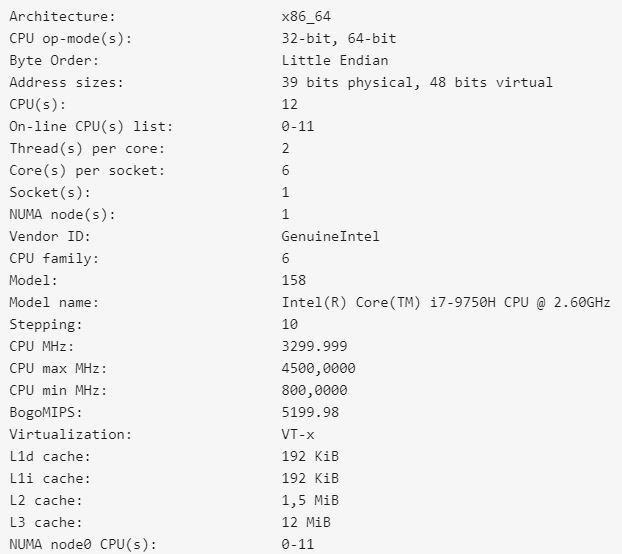 Architecture: x86_64
CPU op-mode(s): 32-bit, 64-bit
Byte Order: Little Endian
Address sizes: 39 bits physical, 48 bits virtual
CPU(s): 12
On-line CPU(s) list: 0-11
Thread(s) per core: 2
Core(s) per socket: 6
Socket(s): 1
NUMA node(s): 1
Vendor ID: GenuineIntel
CPU family: 6
Model: 158
Model name: Intel(R) Core(TM) i7-9750H CPU @ 2.60GHz
Stepping: 10
CPU MHz: 3299.999
CPU max MHz: 4500,0000
CPU min MHz: 800,0000
BogoMIPS: 5199.98
Virtualization: VT-x
L1d cache: 192 KiB
L1i cache: 192 KiB
L2 cache: 1,5 MiB
L3 cache: 12 MiB
NUMA node0 CPU(s): 0-11